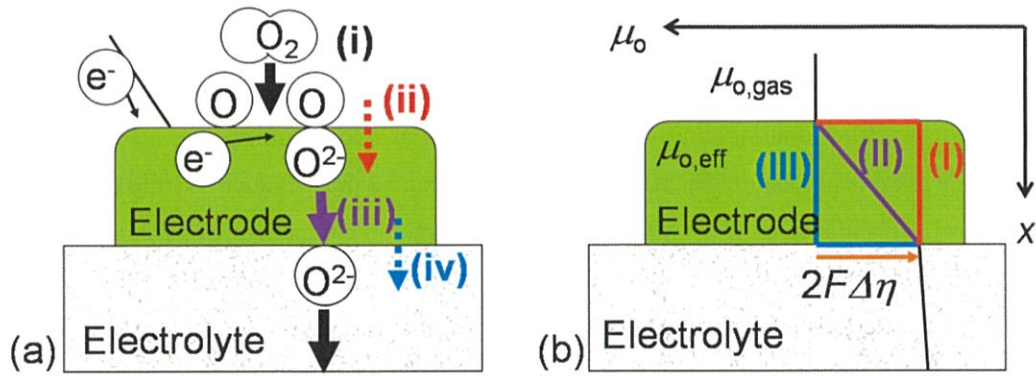 O₂
(i)
e⁻
O
O
(ii)
e⁻
O²⁻
(iii)
Electrode
(iv)
O²⁻
(a)
Electrolyte
μₒ
μₒ,gas
μₒ,eff
(III)
(II)
(I)
Electrode
x
2FΔη
(b)
Electrolyte